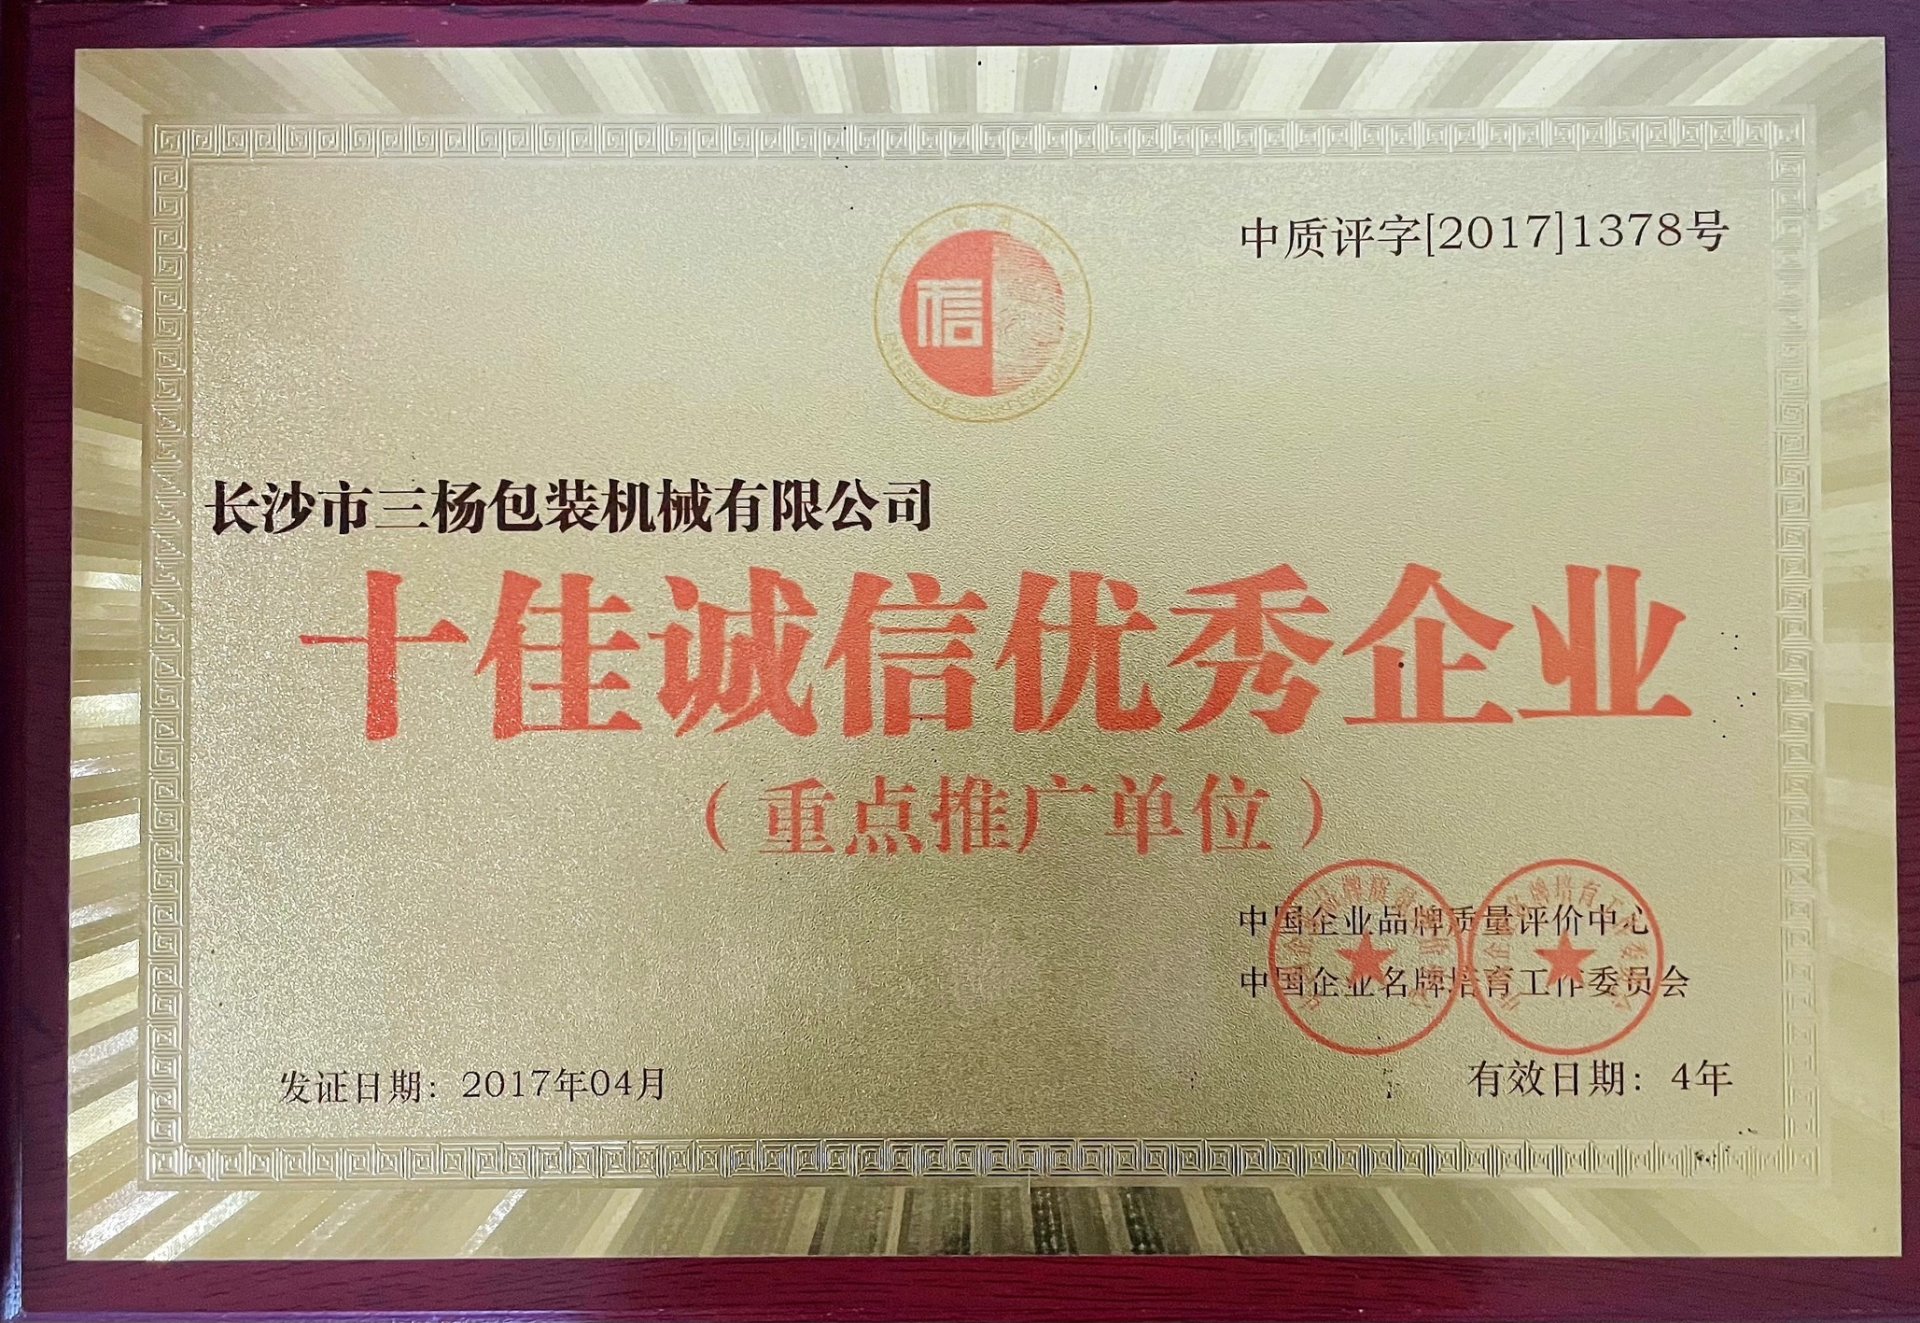 中质评字[2017]1378号
信
长沙市三杨包装机械有限公司
十佳诚信优秀企业
（重点推广单位）
中国企业品牌质量评价中心
中国企业名牌培育工作委员会
发证日期：2017年04月
有效日期：4年